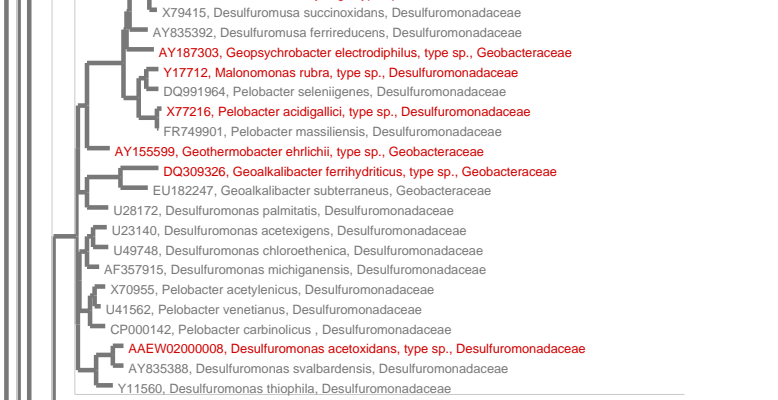 X79415, Desulfuromusa succinoxidans, Desulfuromonadaceae
AY835392, Desulfuromusa ferrireducens, Desulfuromonadaceae
AY187303, Geopsychrobacter electrodiphilus, type sp., Geobacteraceae
Y17712, Malonomonas rubra, type sp., Desulfuromonadaceae
DQ991964, Pelobacter seleniigenes, Desulfuromonadaceae
X77216, Pelobacter acidigallici, type sp., Desulfuromonadaceae
FR749901, Pelobacter massiliensis, Desulfuromonadaceae
AY155599, Geothermobacter ehrlichii, type sp., Geobacteraceae
DQ309326, Geoalkalibacter ferrihydriticus, type sp., Geobacteraceae
EU182247, Geoalkalibacter subterraneus, Geobacteraceae
U28172, Desulfuromonas palmitatis, Desulfuromonadaceae
U23140, Desulfuromonas acetexigens, Desulfuromonadaceae
U49748, Desulfuromonas chloroethenica, Desulfuromonadaceae
AF357915, Desulfuromonas michiganensis, Desulfuromonadaceae
X70955, Pelobacter acetylenicus, Desulfuromonadaceae
U41562, Pelobacter venetianus, Desulfuromonadaceae
CP000142, Pelobacter carbinolicus , Desulfuromonadaceae
AAEW02000008, Desulfuromonas acetoxidans, type sp., Desulfuromonadaceae
AY835388, Desulfuromonas svalbardensis, Desulfuromonadaceae
Y11560, Desulfuromonas thiophila, Desulfuromonadaceae